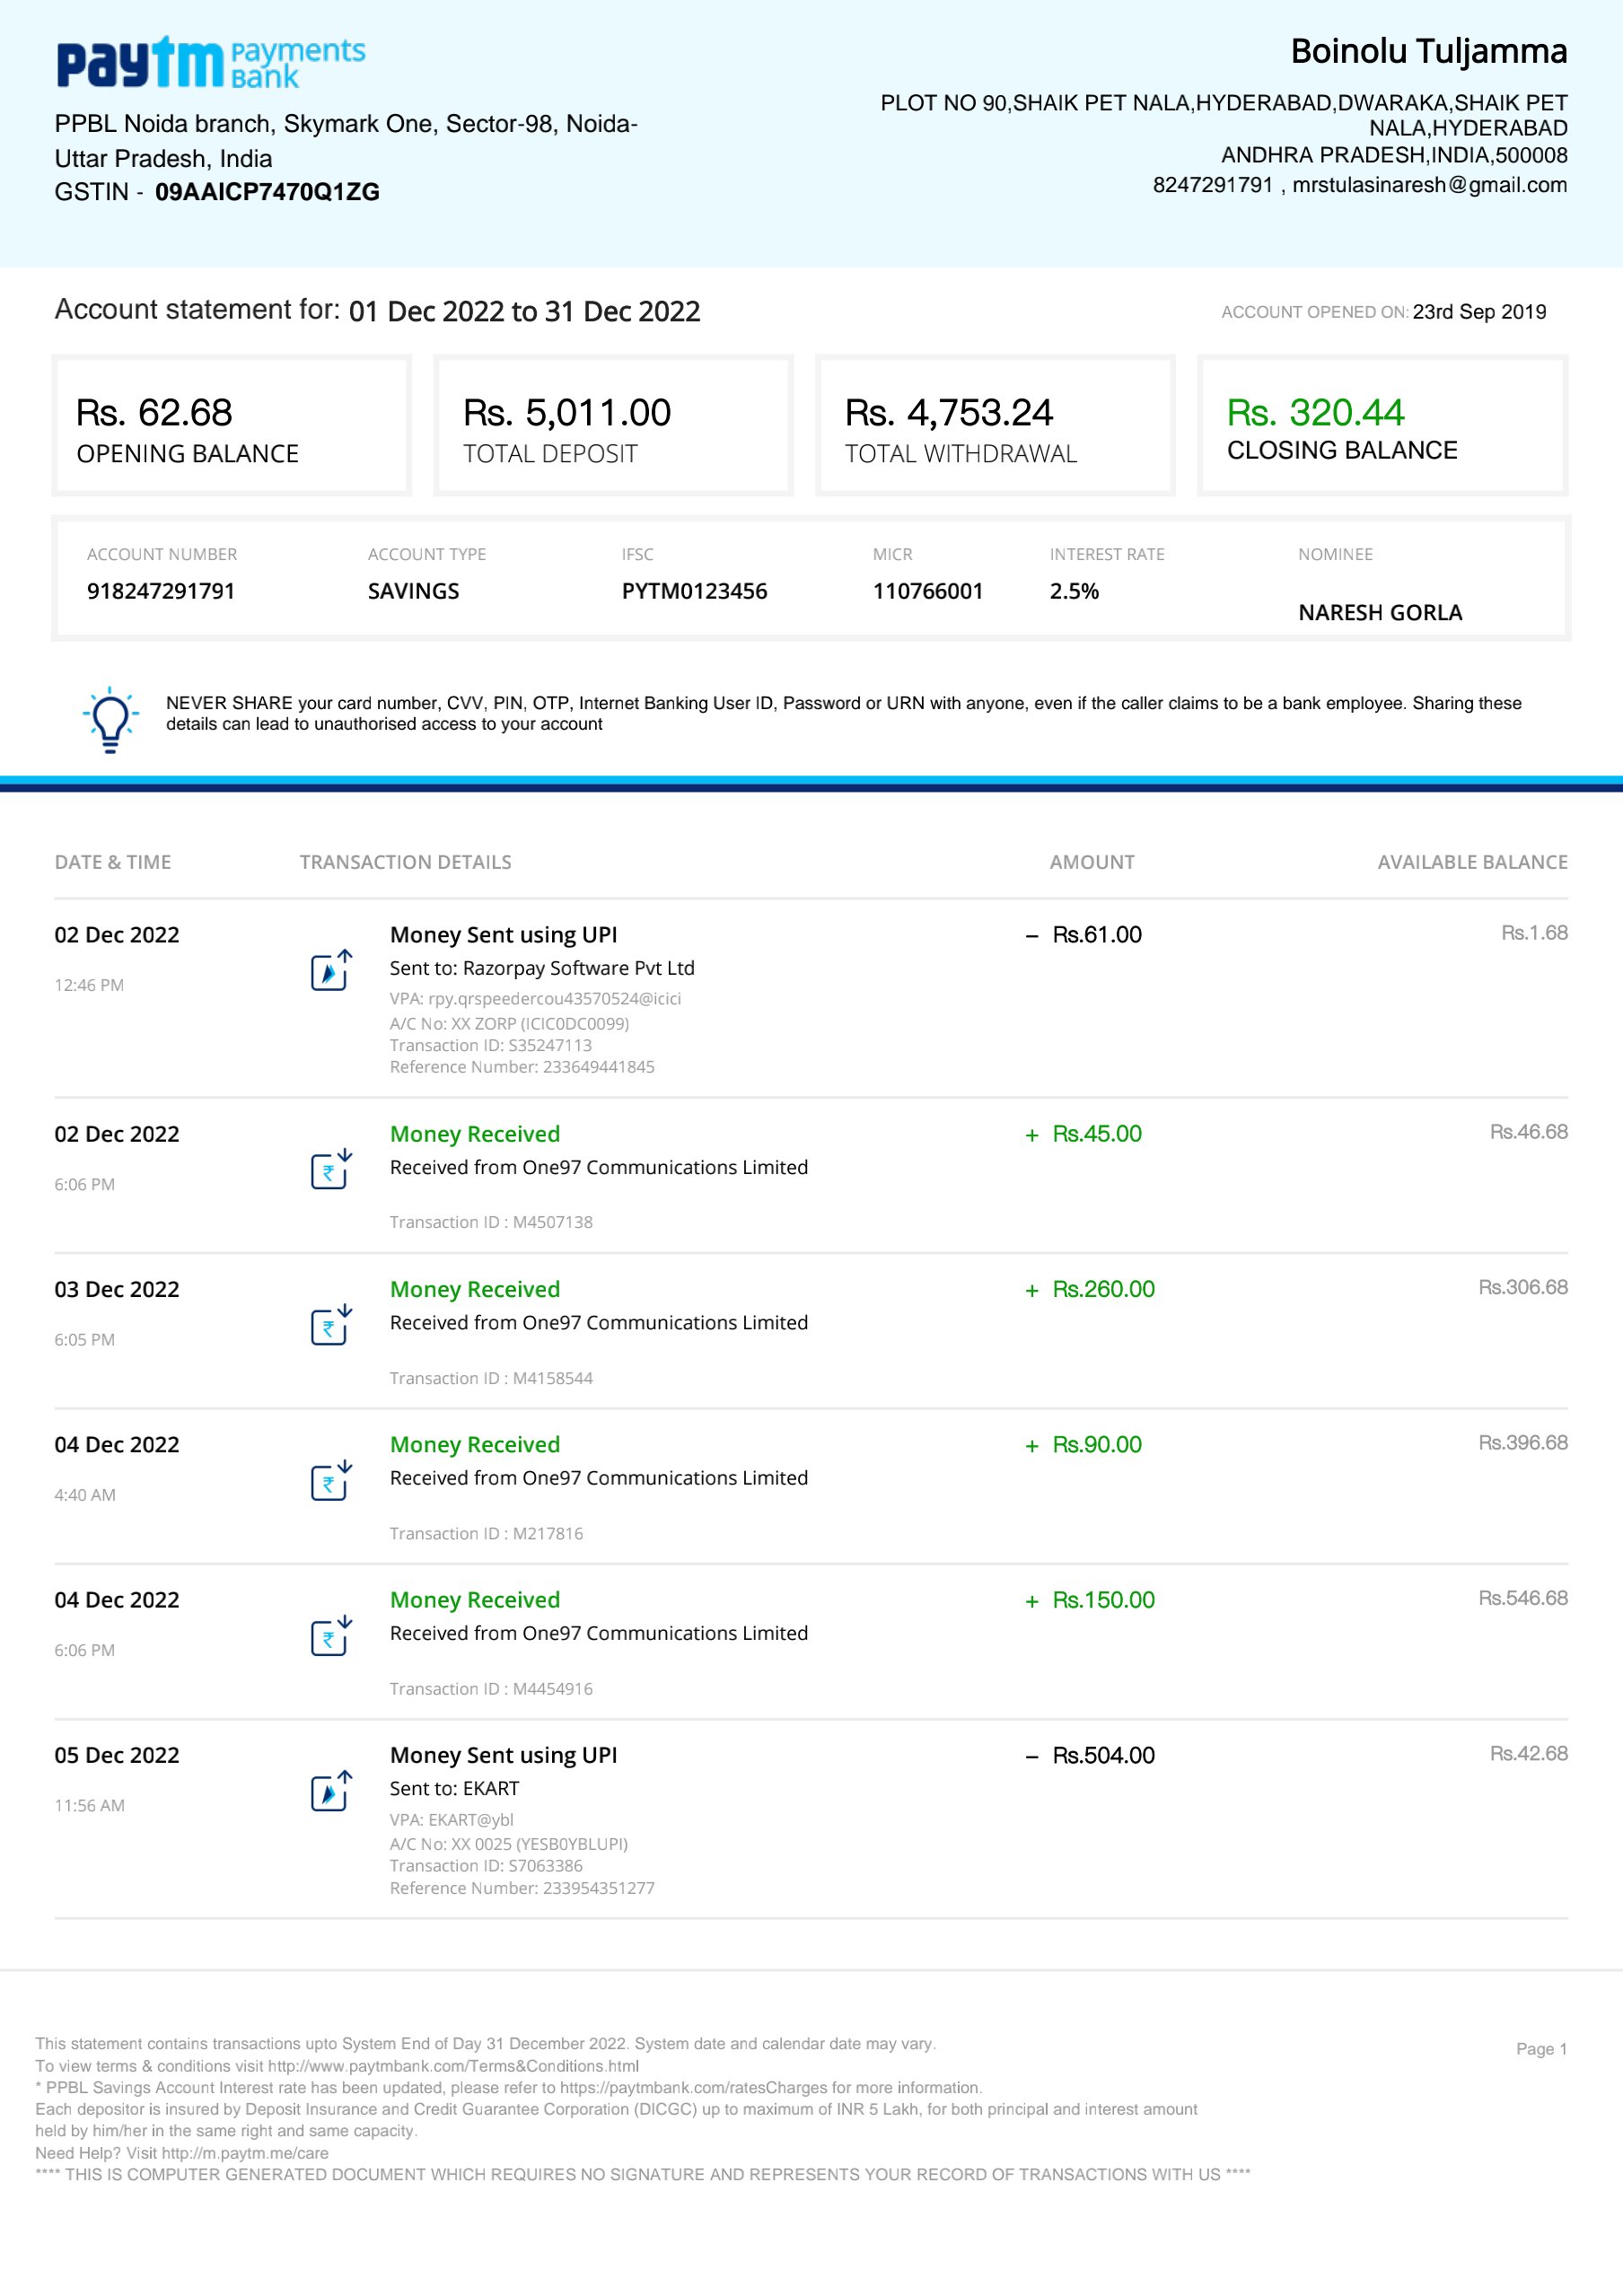 paytm Payments Bank
PPBL Noida branch, Skymark One, Sector-98, Noida-
Uttar Pradesh, India
GSTIN - 09AAICP7470Q1ZG
Boinolu Tuljamma
PLOT NO 90,SHAIK PET NALA,HYDERABAD,DWARAKA,SHAIK PET
NALA,HYDERABAD
ANDHRA PRADESH,INDIA,500008
8247291791 , mrstulasinaresh@gmail.com
Account statement for: 01 Dec 2022 to 31 Dec 2022
ACCOUNT OPENED ON: 23rd Sep 2019
Rs. 62.68
OPENING BALANCE
Rs. 5,011.00
TOTAL DEPOSIT
Rs. 4,753.24
TOTAL WITHDRAWAL
Rs. 320.44
CLOSING BALANCE
ACCOUNT NUMBER ACCOUNT TYPE IFSC MICR INTEREST RATE NOMINEE
918247291791 SAVINGS PYTM0123456 110766001 2.5%
NARESH GORLA
NEVER SHARE your card number, CVV, PIN, OTP, Internet Banking User ID, Password or URN with anyone, even if the caller claims to be a bank employee. Sharing these
details can lead to unauthorised access to your account
DATE & TIME TRANSACTION DETAILS AMOUNT AVAILABLE BALANCE
02 Dec 2022 Money Sent using UPI – Rs.61.00 Rs.1.68
Sent to: Razorpay Software Pvt Ltd
12:46 PM
VPA: rpy.qrspeedercou43570524@icici
A/C No: XX ZORP (ICIC0DC0099)
Transaction ID: S35247113
Reference Number: 233649441845
02 Dec 2022 Money Received + Rs.45.00 Rs.46.68
Received from One97 Communications Limited
6:06 PM
Transaction ID : M4507138
03 Dec 2022 Money Received + Rs.260.00 Rs.306.68
Received from One97 Communications Limited
6:05 PM
Transaction ID : M4158544
04 Dec 2022 Money Received + Rs.90.00 Rs.396.68
Received from One97 Communications Limited
4:40 AM
Transaction ID : M217816
04 Dec 2022 Money Received + Rs.150.00 Rs.546.68
Received from One97 Communications Limited
6:06 PM
Transaction ID : M4454916
05 Dec 2022 Money Sent using UPI – Rs.504.00 Rs.42.68
Sent to: EKART
11:56 AM
VPA: EKART@ybl
A/C No: XX 0025 (YESB0YBLUPI)
Transaction ID: S7063386
Reference Number: 233954351277
This statement contains transactions upto System End of Day 31 December 2022. System date and calendar date may vary.
Page 1
To view terms & conditions visit http://www.paytmbank.com/Terms&Conditions.html
* PPBL Savings Account Interest rate has been updated, please refer to https://paytmbank.com/ratesCharges for more information.
Each depositor is insured by Deposit Insurance and Credit Guarantee Corporation (DICGC) up to maximum of INR 5 Lakh, for both principal and interest amount
held by him/her in the same right and same capacity.
Need Help? Visit http://m.paytm.me/care
**** THIS IS COMPUTER GENERATED DOCUMENT WHICH REQUIRES NO SIGNATURE AND REPRESENTS YOUR RECORD OF TRANSACTIONS WITH US ****